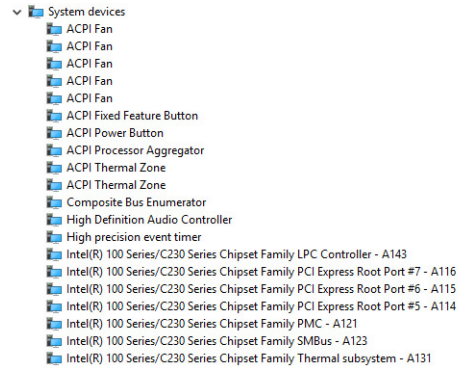 System devices
ACPI Fan
ACPI Fan
ACPI Fan
ACPI Fan
ACPI Fan
ACPI Fixed Feature Button
ACPI Power Button
ACPI Processor Aggregator
ACPI Thermal Zone
ACPI Thermal Zone
Composite Bus Enumerator
High Definition Audio Controller
High precision event timer
Intel(R) 100 Series/C230 Series Chipset Family LPC Controller - A143
Intel(R) 100 Series/C230 Series Chipset Family PCI Express Root Port #7 - A116
Intel(R) 100 Series/C230 Series Chipset Family PCI Express Root Port #6 - A115
Intel(R) 100 Series/C230 Series Chipset Family PCI Express Root Port #5 - A114
Intel(R) 100 Series/C230 Series Chipset Family PMC - A121
Intel(R) 100 Series/C230 Series Chipset Family SMBus - A123
Intel(R) 100 Series/C230 Series Chipset Family Thermal subsystem - A131